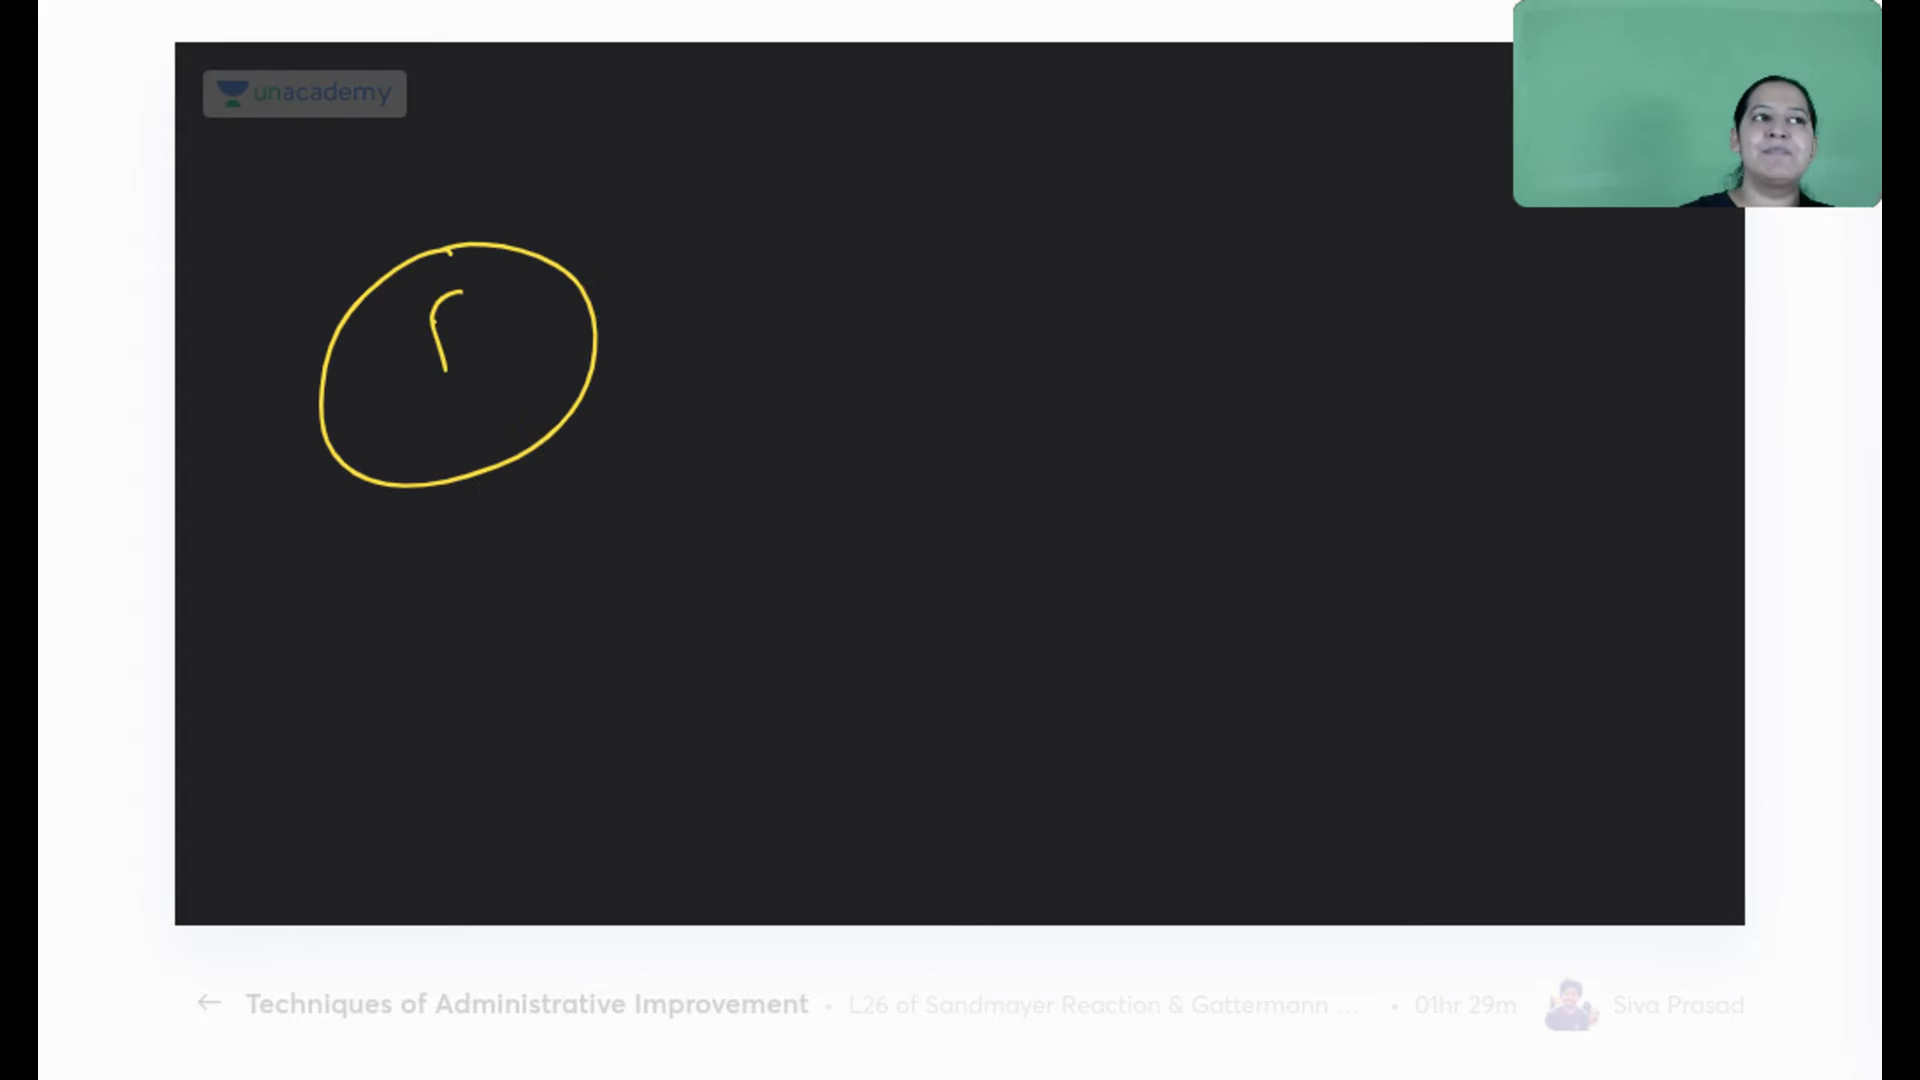 unacademy
Techniques of Administrative Improvement • L26 of Sandmayer Reaction & Gattermann ... • 01hr 29m Siva Prasad